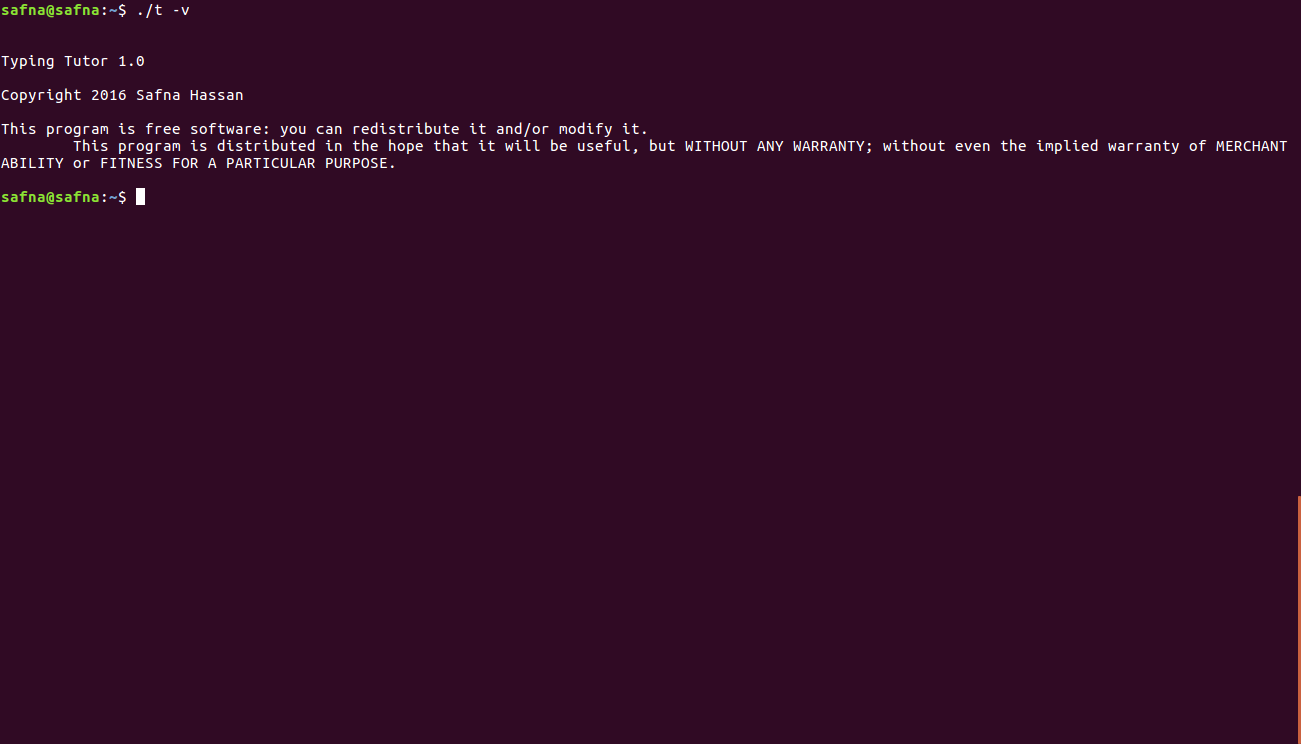 safna@safna:~$ ./t -v
Typing Tutor 1.0
Copyright 2016 Safna Hassan
This program is free software: you can redistribute it and/or modify it.
This program is distributed in the hope that it will be useful, but WITHOUT ANY WARRANTY; without even the implied warranty of MERCHANT
ABILITY or FITNESS FOR A PARTICULAR PURPOSE.
safna@safna:~$